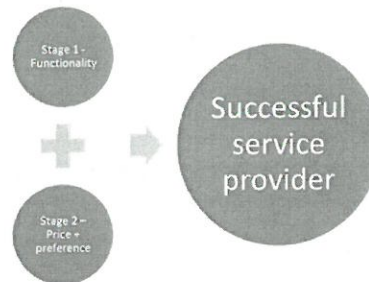 Stage 1 -
Functionality
Successful
service
provider
Stage 2 –
Price +
preference